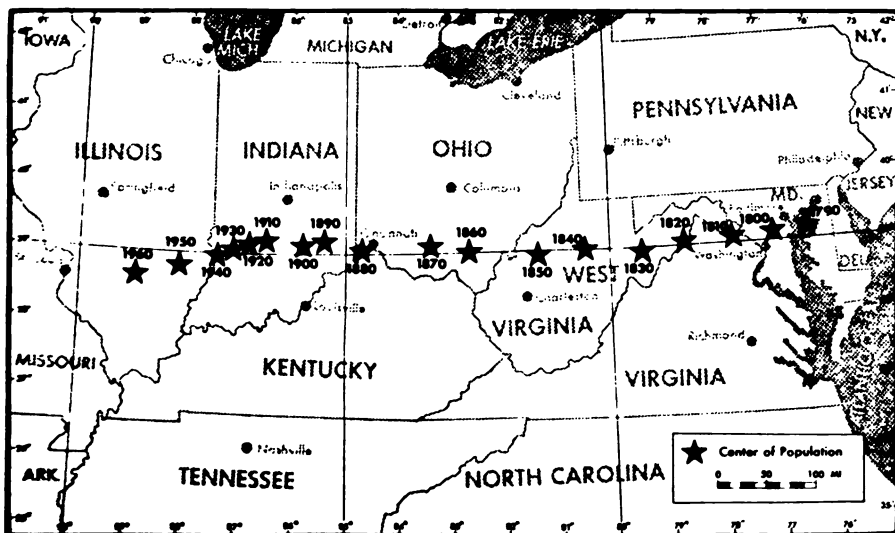 IOWA
LAKE MICH.
MICHIGAN
LAKE ERIE
N.Y.
Chicago
Cleveland
PENNSYLVANIA
NEW
JERSEY
ILLINOIS
INDIANA
OHIO
Pittsburgh
Philadelphia
Springfield
Indianapolis
Columbus
MD.
1790
1960
1950
1940
1930
1920
1910
1900
1890
1880
1870
1860
1850
1840
1830
1820
1810
1800
Washington
WEST
VIRGINIA
Charleston
Louisville
Richmond
MISSOURI
KENTUCKY
VIRGINIA
Nashville
ARK.
TENNESSEE
NORTH CAROLINA
Center of Population
0 50 100 MI